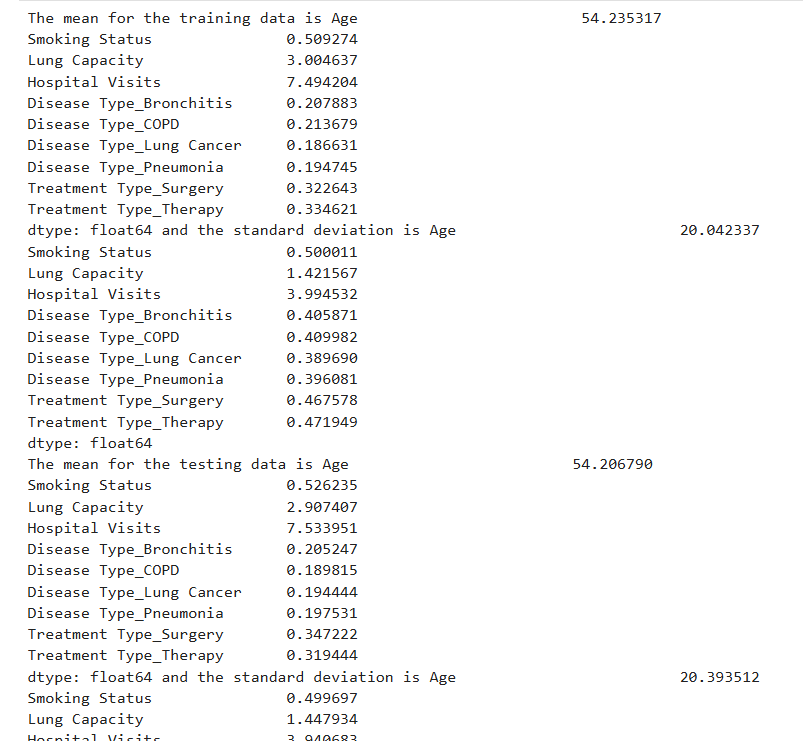 The mean for the training data is Age                         54.235317
Smoking Status               0.509274
Lung Capacity                3.004637
Hospital Visits              7.494204
Disease Type_Bronchitis      0.207883
Disease Type_COPD            0.213679
Disease Type_Lung Cancer     0.186631
Disease Type_Pneumonia       0.194745
Treatment Type_Surgery       0.322643
Treatment Type_Therapy       0.334621
dtype: float64 and the standard deviation is Age                         20.042337
Smoking Status               0.500011
Lung Capacity                1.421567
Hospital Visits              3.994532
Disease Type_Bronchitis      0.405871
Disease Type_COPD            0.409982
Disease Type_Lung Cancer     0.389690
Disease Type_Pneumonia       0.396081
Treatment Type_Surgery       0.467578
Treatment Type_Therapy       0.471949
dtype: float64
The mean for the testing data is Age                         54.206790
Smoking Status               0.526235
Lung Capacity                2.907407
Hospital Visits              7.533951
Disease Type_Bronchitis      0.205247
Disease Type_COPD            0.189815
Disease Type_Lung Cancer     0.194444
Disease Type_Pneumonia       0.197531
Treatment Type_Surgery       0.347222
Treatment Type_Therapy       0.319444
dtype: float64 and the standard deviation is Age                         20.393512
Smoking Status               0.499697
Lung Capacity                1.447934
Hospital Visits              3.940683